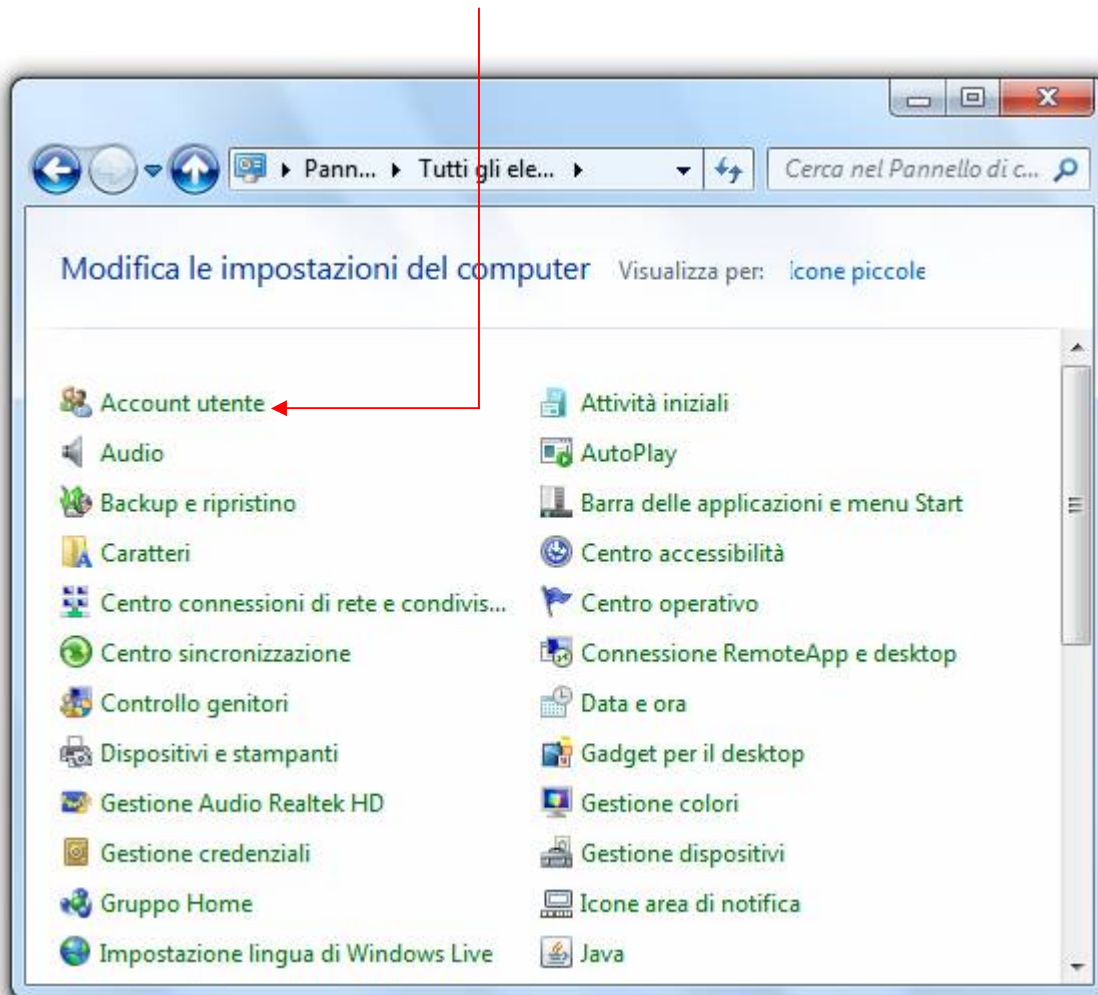 Pann... Tutti gli ele... Cerca nel Pannello di c...
Modifica le impostazioni del computer Visualizza per: Icone piccole
Account utente
Audio
Backup e ripristino
Caratteri
Centro connessioni di rete e condivis...
Centro sincronizzazione
Controllo genitori
Dispositivi e stampanti
Gestione Audio Realtek HD
Gestione credenziali
Gruppo Home
Impostazione lingua di Windows Live
Attività iniziali
AutoPlay
Barra delle applicazioni e menu Start
Centro accessibilità
Centro operativo
Connessione RemoteApp e desktop
Data e ora
Gadget per il desktop
Gestione colori
Gestione dispositivi
Icone area di notifica
Java